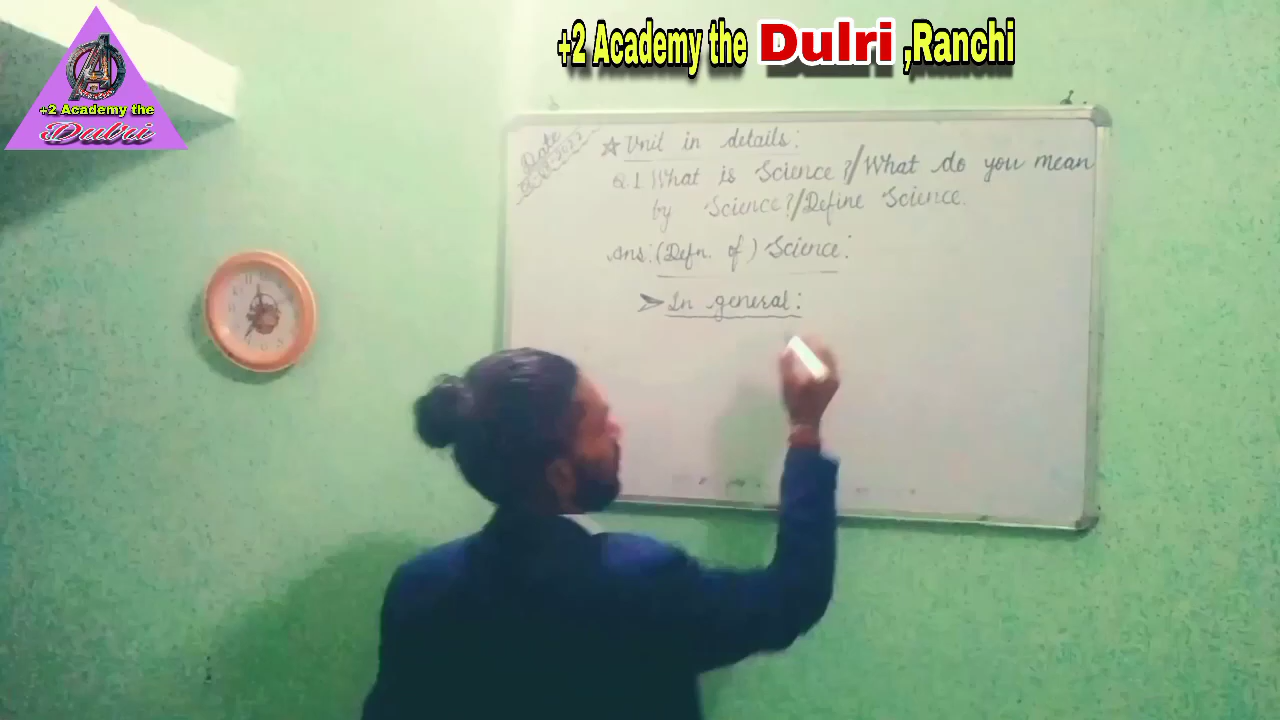 +2 Academy the Dulri ,Ranchi
+2 Academy the
Dulri
Date
☆ Unit in details:
Q.1 What is Science?/What do you mean
by Science?/Define Science.
Ans: (Defn. of) Science:
➢ In general: